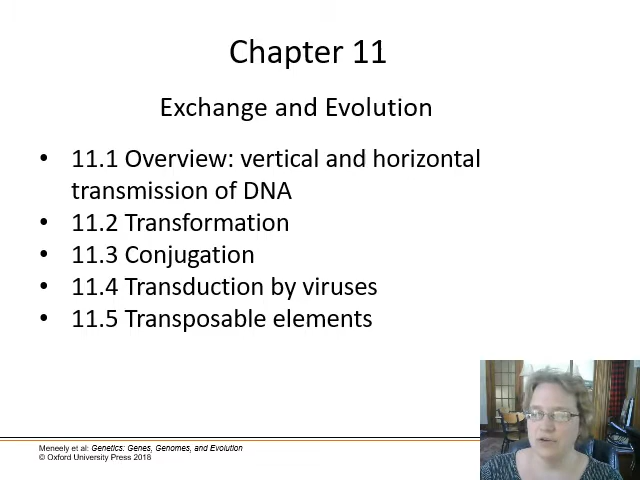 Chapter 11
Exchange and Evolution
• 11.1 Overview: vertical and horizontal
transmission of DNA
• 11.2 Transformation
• 11.3 Conjugation
• 11.4 Transduction by viruses
• 11.5 Transposable elements
Meneely et al: Genetics: Genes, Genomes, and Evolution
© Oxford University Press 2018